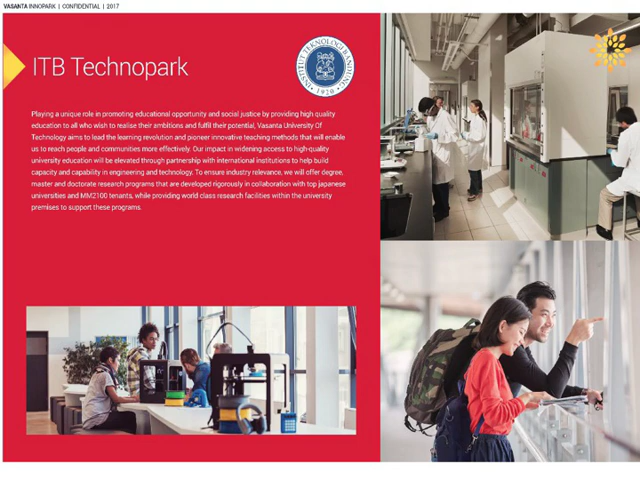 VASANTA INNOPARK | CONFIDENTIAL | 2017
ITB Technopark
INSTITUT TEKNOLOGI BANDUNG
1920
Playing a unique role in promoting educational opportunity and social justice by providing high quality
education to all who wish to realise their ambitions and fulfil their potential, Vasanta University Of
Technology aims to lead the learning revolution and pioneer innovative teaching methods that will enable
us to reach people and communities more effectively. Our impact in widening access to high-quality
university education will be elevated through partnership with international institutions to help build
capacity and capability in engineering and technology. To ensure industry relevance, we will offer degree,
master and doctorate research programs that are developed rigorously in collaboration with top japanese
universities and MM2100 tenants, while providing world class research facilities within the university
premises to support these programs.